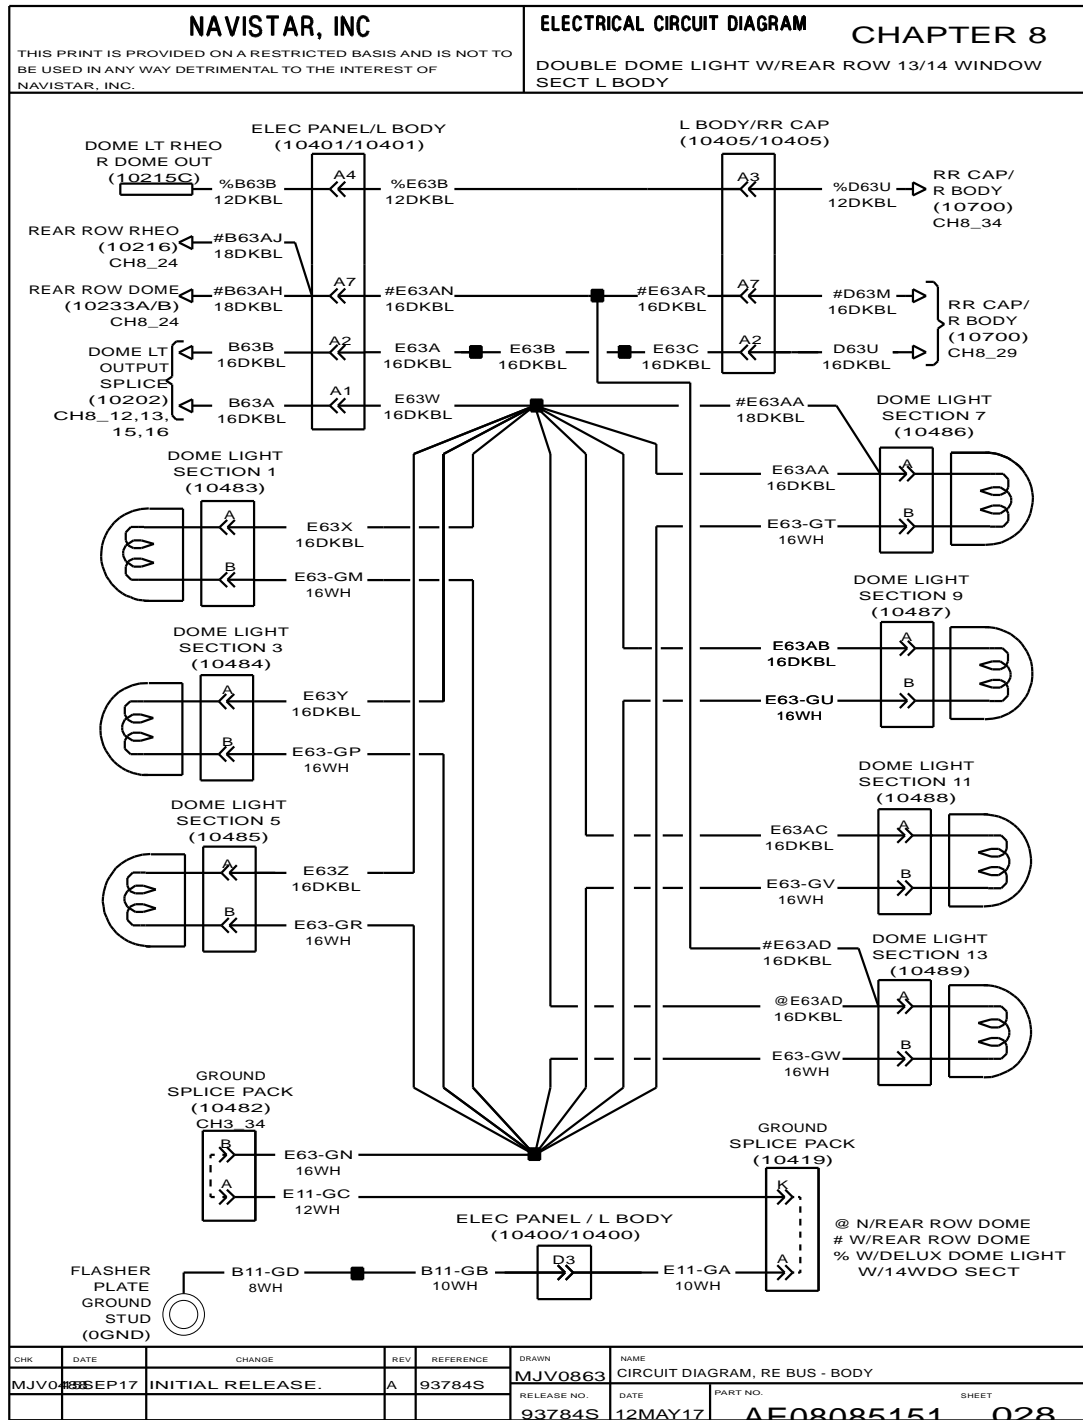 NAVISTAR, INC
THIS PRINT IS PROVIDED ON A RESTRICTED BASIS AND IS NOT TO
BE USED IN ANY WAY DETRIMENTAL TO THE INTEREST OF
NAVISTAR, INC.
ELECTRICAL CIRCUIT DIAGRAM
CHAPTER 8
DOUBLE DOME LIGHT W/REAR ROW 13/14 WINDOW
SECT L BODY
ELEC PANEL/L BODY
(10401/10401)
L BODY/RR CAP
(10405/10405)
DOME LT RHEO
R DOME OUT
(10215C)
%B63B
12DKBL
A4
%E63B
12DKBL
A3
%D63U
12DKBL
RR CAP/
R BODY
(10700)
CH8_34
REAR ROW RHEO
(10216)
CH8_24
#B63AJ
18DKBL
REAR ROW DOME
(10233A/B)
CH8_24
#B63AH
18DKBL
A7
#E63AN
16DKBL
#E63AR
16DKBL
A7
#D63M
16DKBL
RR CAP/
R BODY
(10700)
CH8_29
DOME LT
OUTPUT
SPLICE
(10202)
CH8_12,13,
15,16
B63B
16DKBL
A2
E63A
16DKBL
E63B
16DKBL
E63C
16DKBL
A2
D63U
16DKBL
B63A
16DKBL
A1
E63W
16DKBL
#E63AA
18DKBL
DOME LIGHT
SECTION 7
(10486)
E63AA
16DKBL
A
E63-GT
16WH
B
DOME LIGHT
SECTION 1
(10483)
A
E63X
16DKBL
B
E63-GM
16WH
DOME LIGHT
SECTION 9
(10487)
E63AB
16DKBL
A
E63-GU
16WH
B
DOME LIGHT
SECTION 3
(10484)
A
E63Y
16DKBL
B
E63-GP
16WH
DOME LIGHT
SECTION 11
(10488)
E63AC
16DKBL
A
E63-GV
16WH
B
DOME LIGHT
SECTION 5
(10485)
A
E63Z
16DKBL
B
E63-GR
16WH
#E63AD
16DKBL
DOME LIGHT
SECTION 13
(10489)
@E63AD
16DKBL
A
E63-GW
16WH
B
GROUND
SPLICE PACK
(10482)
CH3_34
B
E63-GN
16WH
A
E11-GC
12WH
GROUND
SPLICE PACK
(10419)
K
A
ELEC PANEL / L BODY
(10400/10400)
D3
FLASHER
PLATE
GROUND
STUD
(0GND)
B11-GD
8WH
B11-GB
10WH
E11-GA
10WH
@ N/REAR ROW DOME
# W/REAR ROW DOME
% W/DELUX DOME LIGHT
W/14WDO SECT
CHK DATE CHANGE REV REFERENCE
INITIAL RELEASE. A 93784S
DRAWN
MJV0863
NAME
CIRCUIT DIAGRAM, RE BUS - BODY
RELEASE NO.
93784S
DATE
12MAY17
PART NO.
AE08085151
SHEET
028